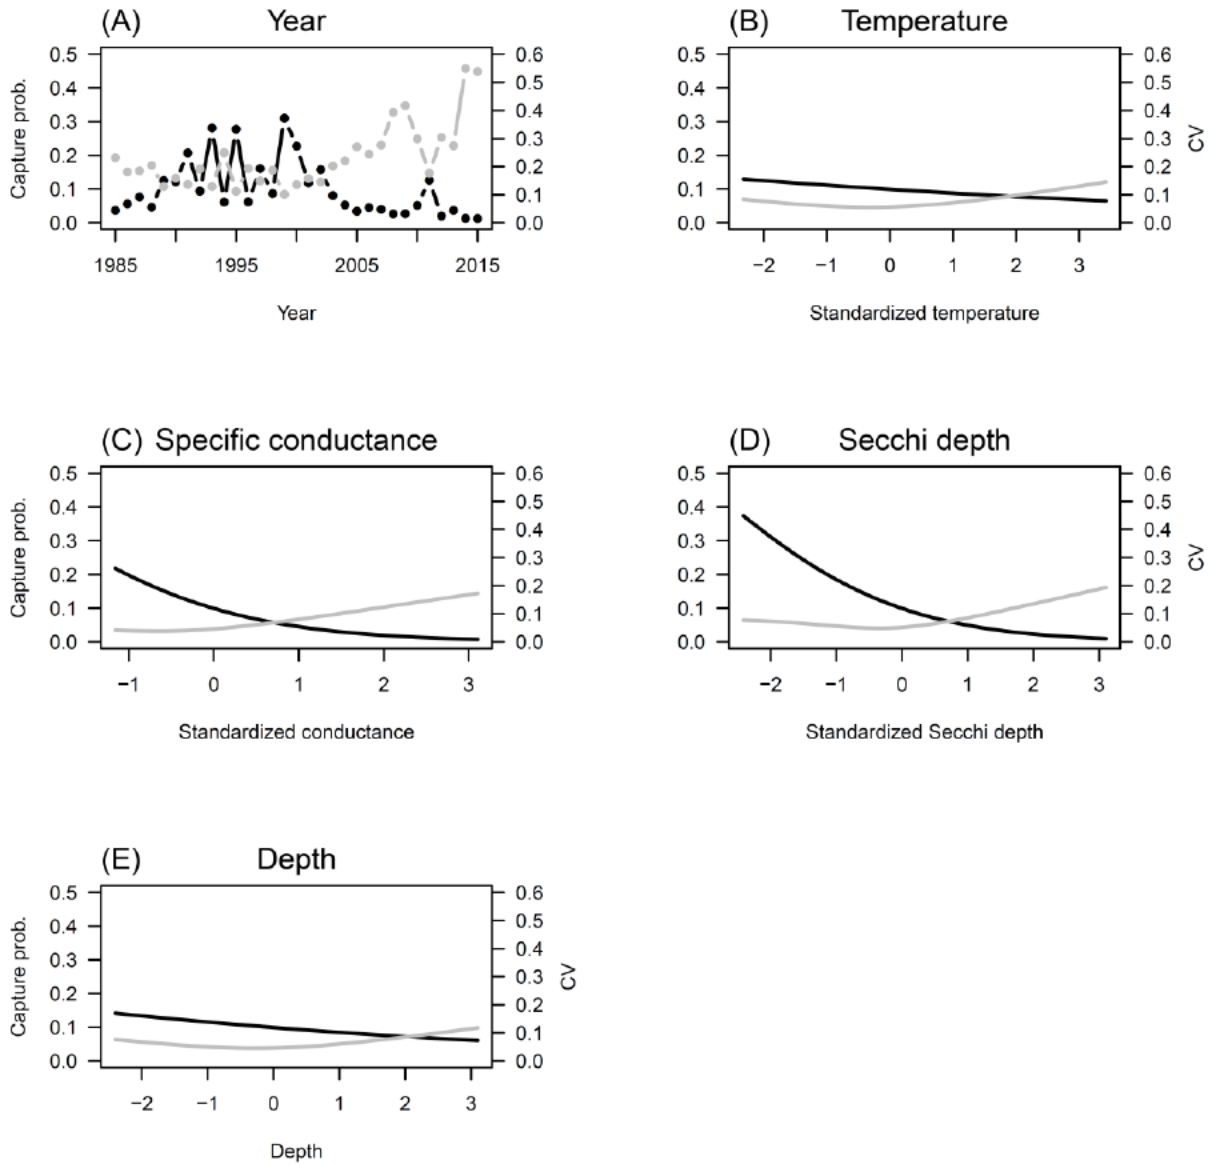 (A) Year
0.5
0.4
0.3
0.2
0.1
0.0
Capture prob.
0.6
0.5
0.4
0.3
0.2
0.1
0.0
CV
1985 1995 2005 2015
Year
(B) Temperature
0.5
0.4
0.3
0.2
0.1
0.0
0.6
0.5
0.4
0.3
0.2
0.1
0.0
CV
−2 −1 0 1 2 3
Standardized temperature
(C) Specific conductance
0.5
0.4
0.3
0.2
0.1
0.0
Capture prob.
0.6
0.5
0.4
0.3
0.2
0.1
0.0
−1 0 1 2 3
Standardized conductance
(D) Secchi depth
0.5
0.4
0.3
0.2
0.1
0.0
0.6
0.5
0.4
0.3
0.2
0.1
0.0
CV
−2 −1 0 1 2 3
Standardized Secchi depth
(E) Depth
0.5
0.4
0.3
0.2
0.1
0.0
Capture prob.
0.6
0.5
0.4
0.3
0.2
0.1
0.0
CV
−2 −1 0 1 2 3
Depth